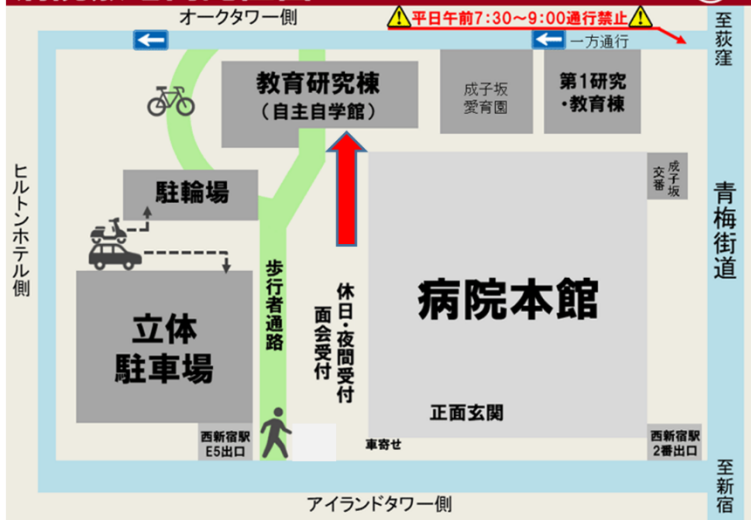 オークタワー側
平日午前7:30～9:00通行禁止
一方通行
至荻窪
教育研究棟
（自主自学館）
成子坂
愛育園
第1研究
・教育棟
成子坂
交番
青梅街道
ヒルトンホテル側
駐輪場
歩行者通路
休日・夜間受付
面会受付
病院本館
立体
駐車場
正面玄関
西新宿駅
E5出口
車寄せ
西新宿駅
2番出口
アイランドタワー側
至新宿